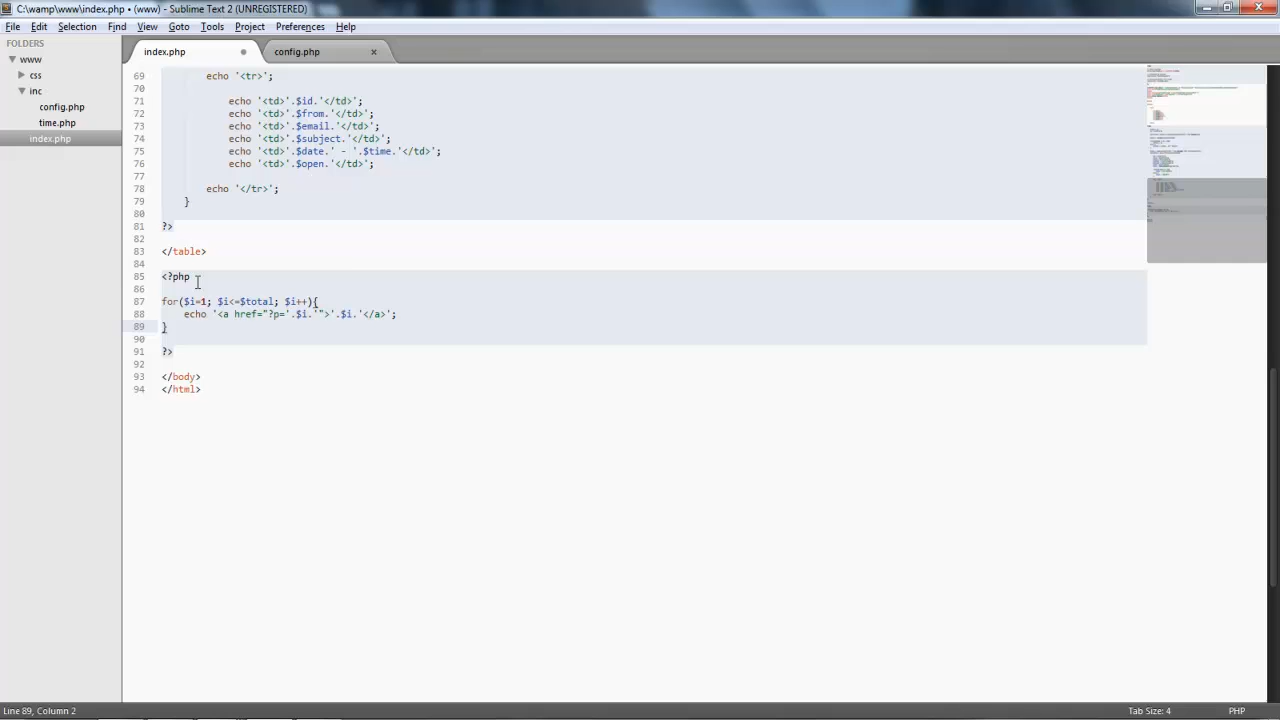 C:\wamp\www\index.php • (www) - Sublime Text 2 (UNREGISTERED)
File Edit Selection Find View Goto Tools Project Preferences Help
FOLDERS
www
css
inc
config.php
time.php
index.php
index.php config.php
69 echo '<tr>';
70
71 echo '<td>'.$id.'</td>';
72 echo '<td>'.$from.'</td>';
73 echo '<td>'.$email.'</td>';
74 echo '<td>'.$subject.'</td>';
75 echo '<td>'.$date.' - '.$time.'</td>';
76 echo '<td>'.$open.'</td>';
77
78 echo '</tr>';
79 }
80
81 ?>
82
83 </table>
84
85 <?php
86
87 for($i=1; $i<=$total; $i++){
88 echo '<a href="?p='.$i.'">'.$i.'</a>';
89 }
90
91 ?>
92
93 </body>
94 </html>
Line 89, Column 2
Tab Size: 4 PHP